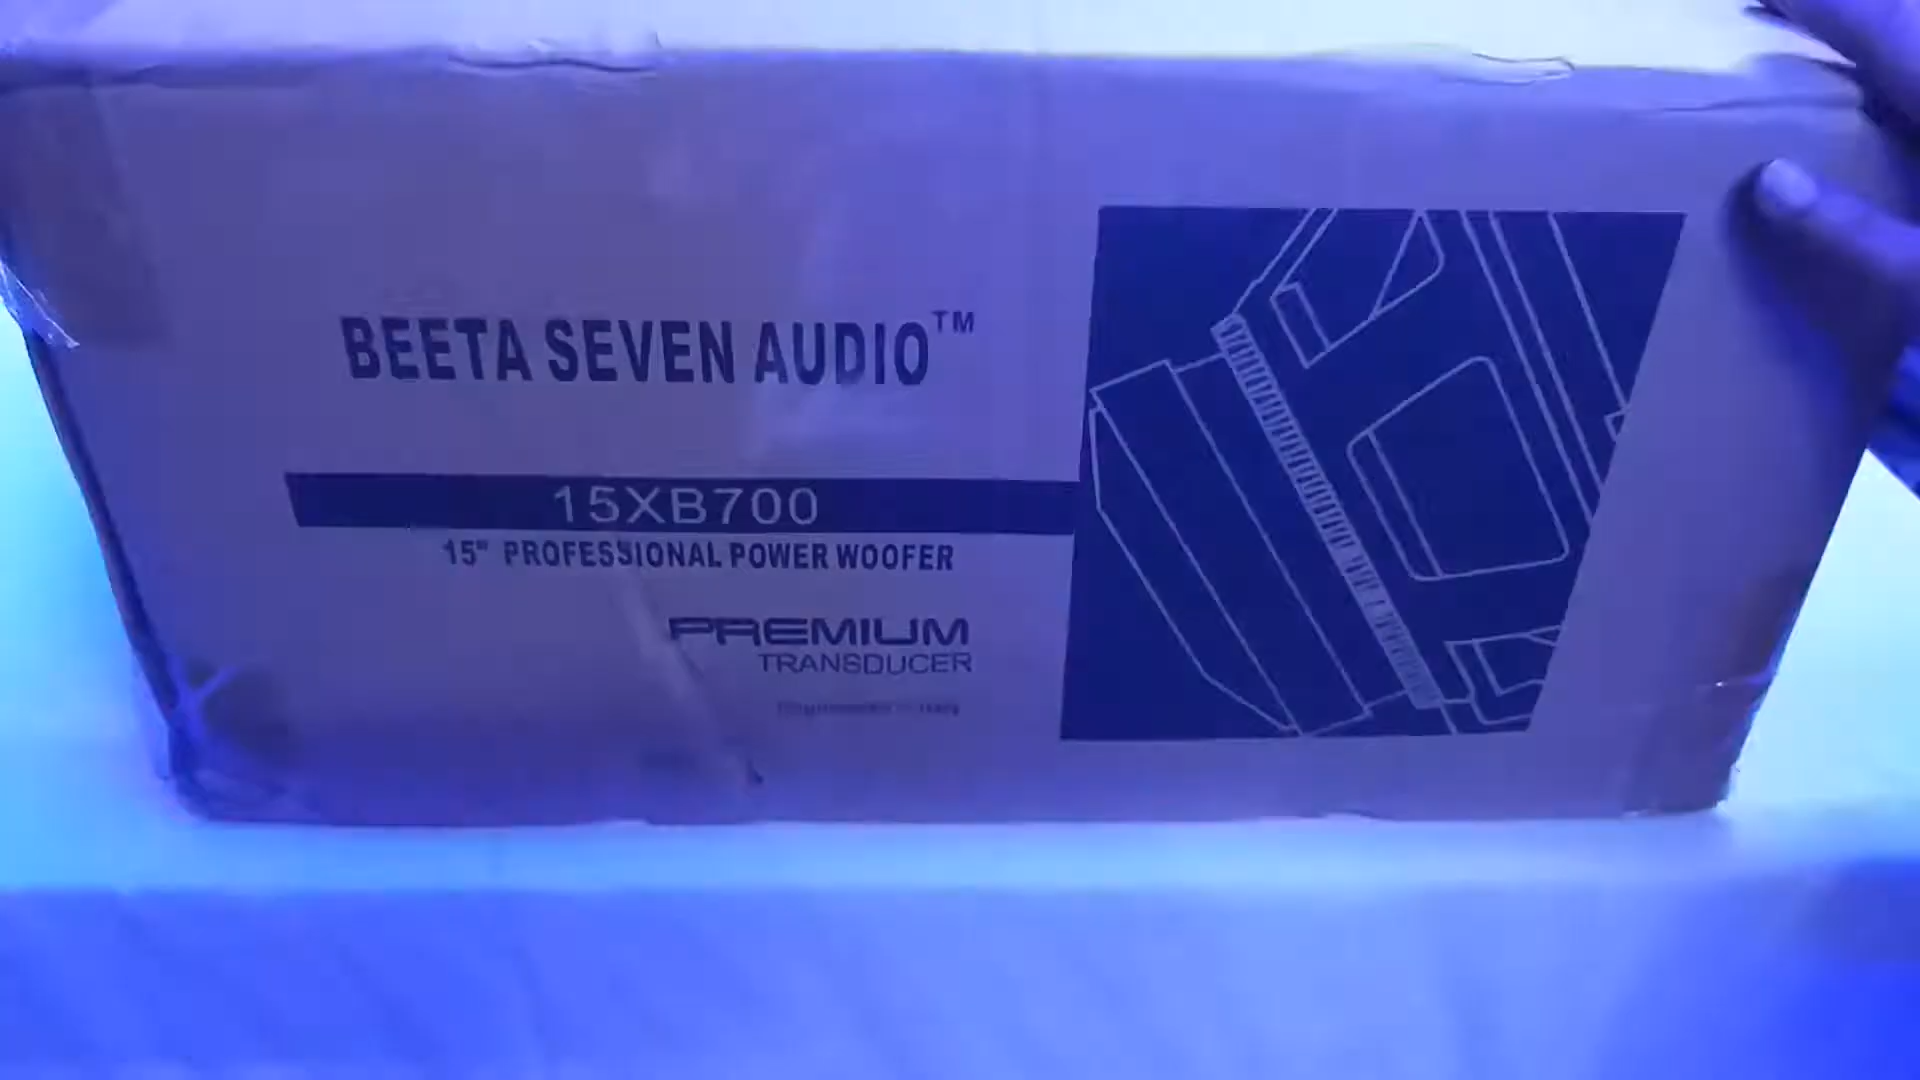 BEETA SEVEN AUDIO™
15XB700
15" PROFESSIONAL POWER WOOFER
PREMIUM
TRANSDUCER